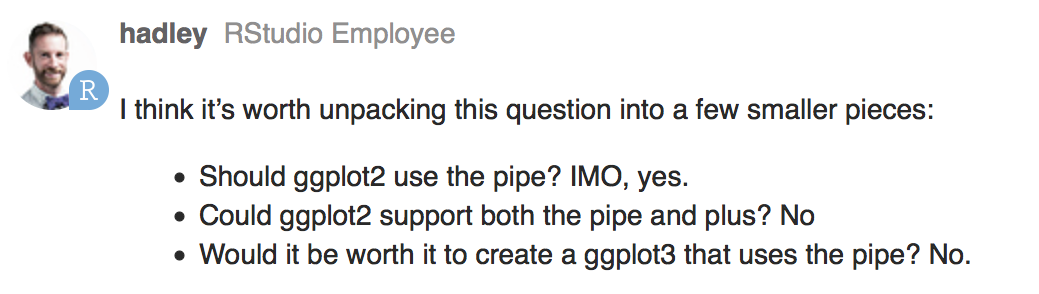 hadley RStudio Employee
R
I think it's worth unpacking this question into a few smaller pieces:
• Should ggplot2 use the pipe? IMO, yes.
• Could ggplot2 support both the pipe and plus? No
• Would it be worth it to create a ggplot3 that uses the pipe? No.